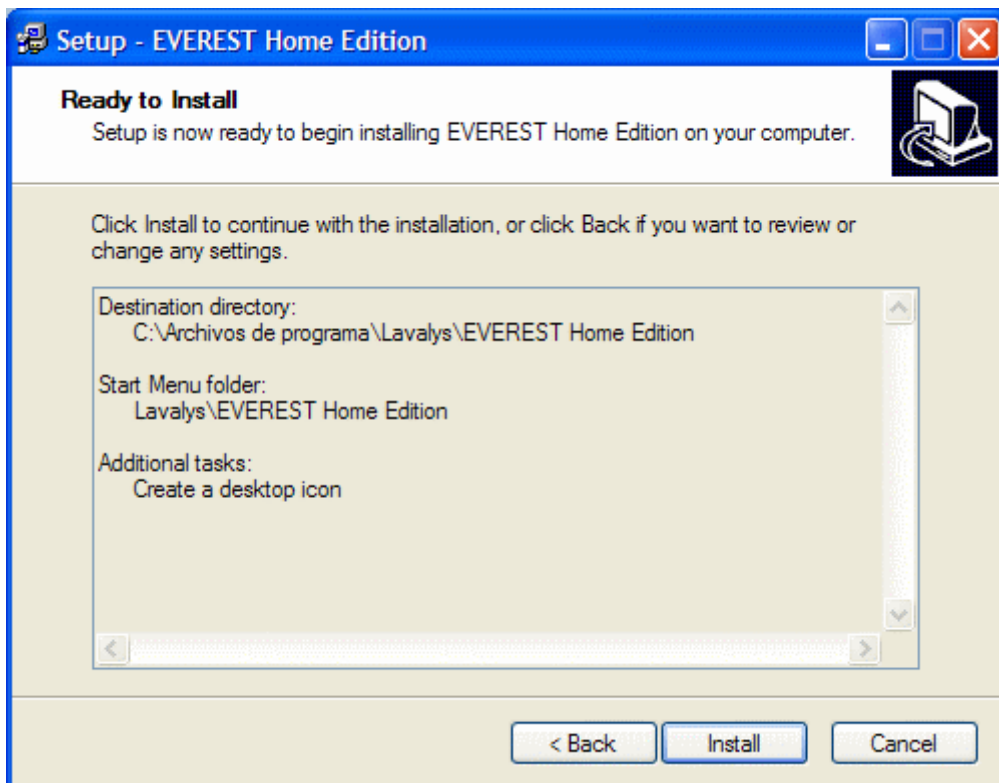 Setup - EVEREST Home Edition
Ready to Install
Setup is now ready to begin installing EVEREST Home Edition on your computer.
Click Install to continue with the installation, or click Back if you want to review or
change any settings.
Destination directory:
C:\Archivos de programa\Lavalys\EVEREST Home Edition
Start Menu folder:
Lavalys\EVEREST Home Edition
Additional tasks:
Create a desktop icon
< Back Install Cancel